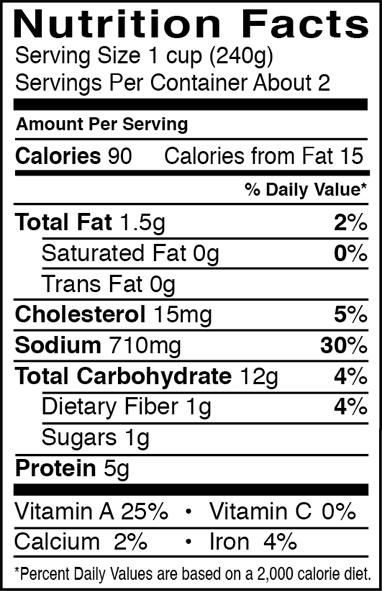 Nutrition Facts
Serving Size 1 cup (240g)
Servings Per Container About 2
Amount Per Serving
Calories 90 Calories from Fat 15
% Daily Value*
Total Fat 1.5g 2%
Saturated Fat 0g 0%
Trans Fat 0g
Cholesterol 15mg 5%
Sodium 710mg 30%
Total Carbohydrate 12g 4%
Dietary Fiber 1g 4%
Sugars 1g
Protein 5g
Vitamin A 25% • Vitamin C 0%
Calcium 2% • Iron 4%
*Percent Daily Values are based on a 2,000 calorie diet.